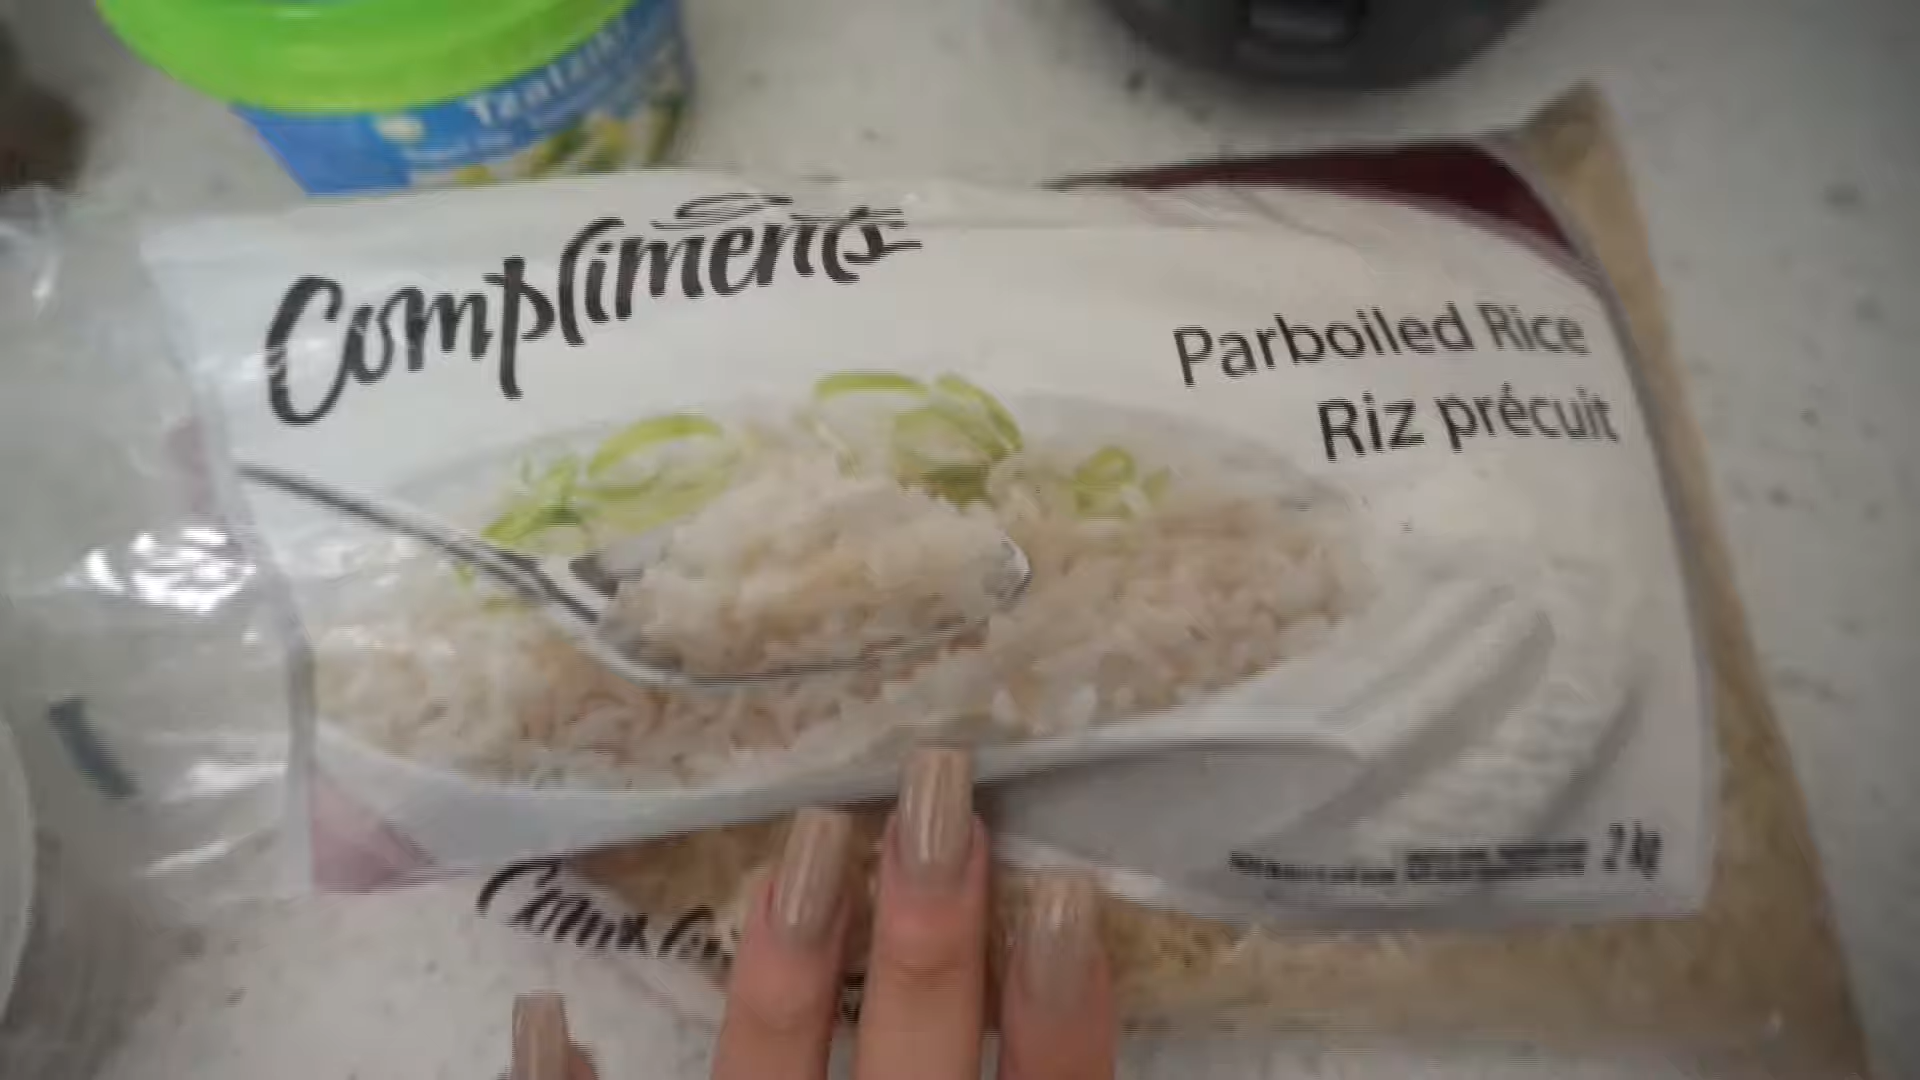 Tzatziki
Compliments
Parboiled Rice
Riz précuit
2 kg